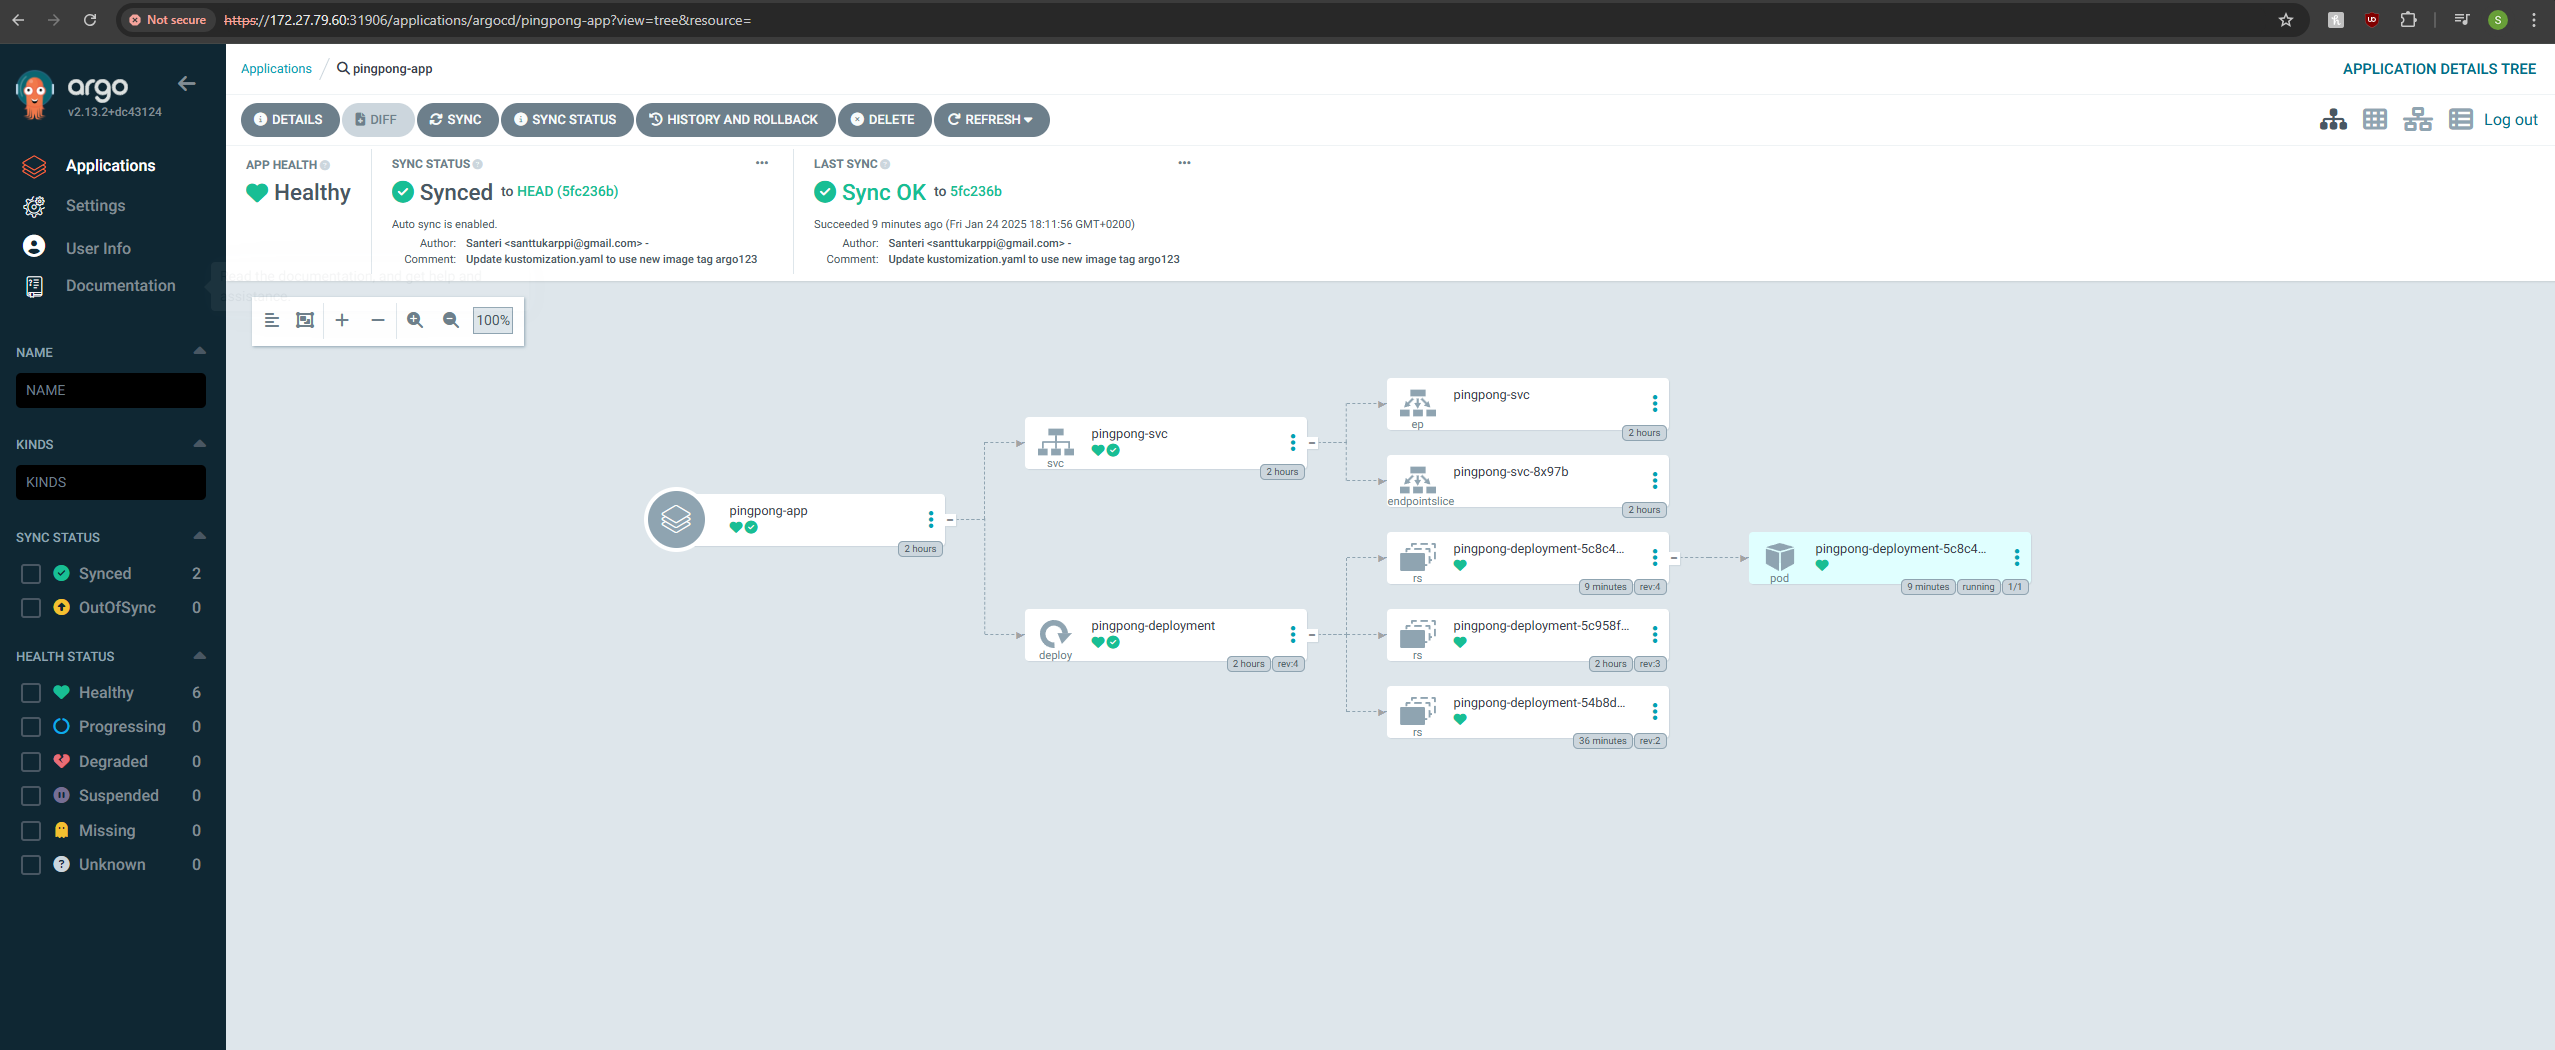 Not secure https://172.27.79.60:31906/applications/argocd/pingpong-app?view=tree&resource= S
argo
v2.13.2+dc43124
Applications
Settings
User Info
Documentation
NAME
NAME
KINDS
KINDS
SYNC STATUS
Synced 2
OutOfSync 0
HEALTH STATUS
Healthy 6
Progressing 0
Degraded 0
Suspended 0
Missing 0
Unknown 0
Applications / pingpong-app
APPLICATION DETAILS TREE
DETAILS DIFF SYNC SYNC STATUS HISTORY AND ROLLBACK DELETE REFRESH
Log out
APP HEALTH
Healthy
SYNC STATUS
Synced to HEAD (5fc236b)
Auto sync is enabled.
Author: Santeri <santtukarppi@gmail.com> -
Comment: Update kustomization.yaml to use new image tag argo123
LAST SYNC
Sync OK to 5fc236b
Succeeded 9 minutes ago (Fri Jan 24 2025 18:11:56 GMT+0200)
Author: Santeri <santtukarppi@gmail.com> -
Comment: Update kustomization.yaml to use new image tag argo123
Read the documentation, and get help and
assistance.
100%
pingpong-app
2 hours
pingpong-svc
svc
2 hours
pingpong-deployment
deploy
2 hours rev:4
pingpong-svc
ep
2 hours
pingpong-svc-8x97b
endpointslice
2 hours
pingpong-deployment-5c8c4...
rs
9 minutes rev:4
pingpong-deployment-5c958f...
rs
2 hours rev:3
pingpong-deployment-54b8d...
rs
36 minutes rev:2
pingpong-deployment-5c8c4...
pod
9 minutes running 1/1